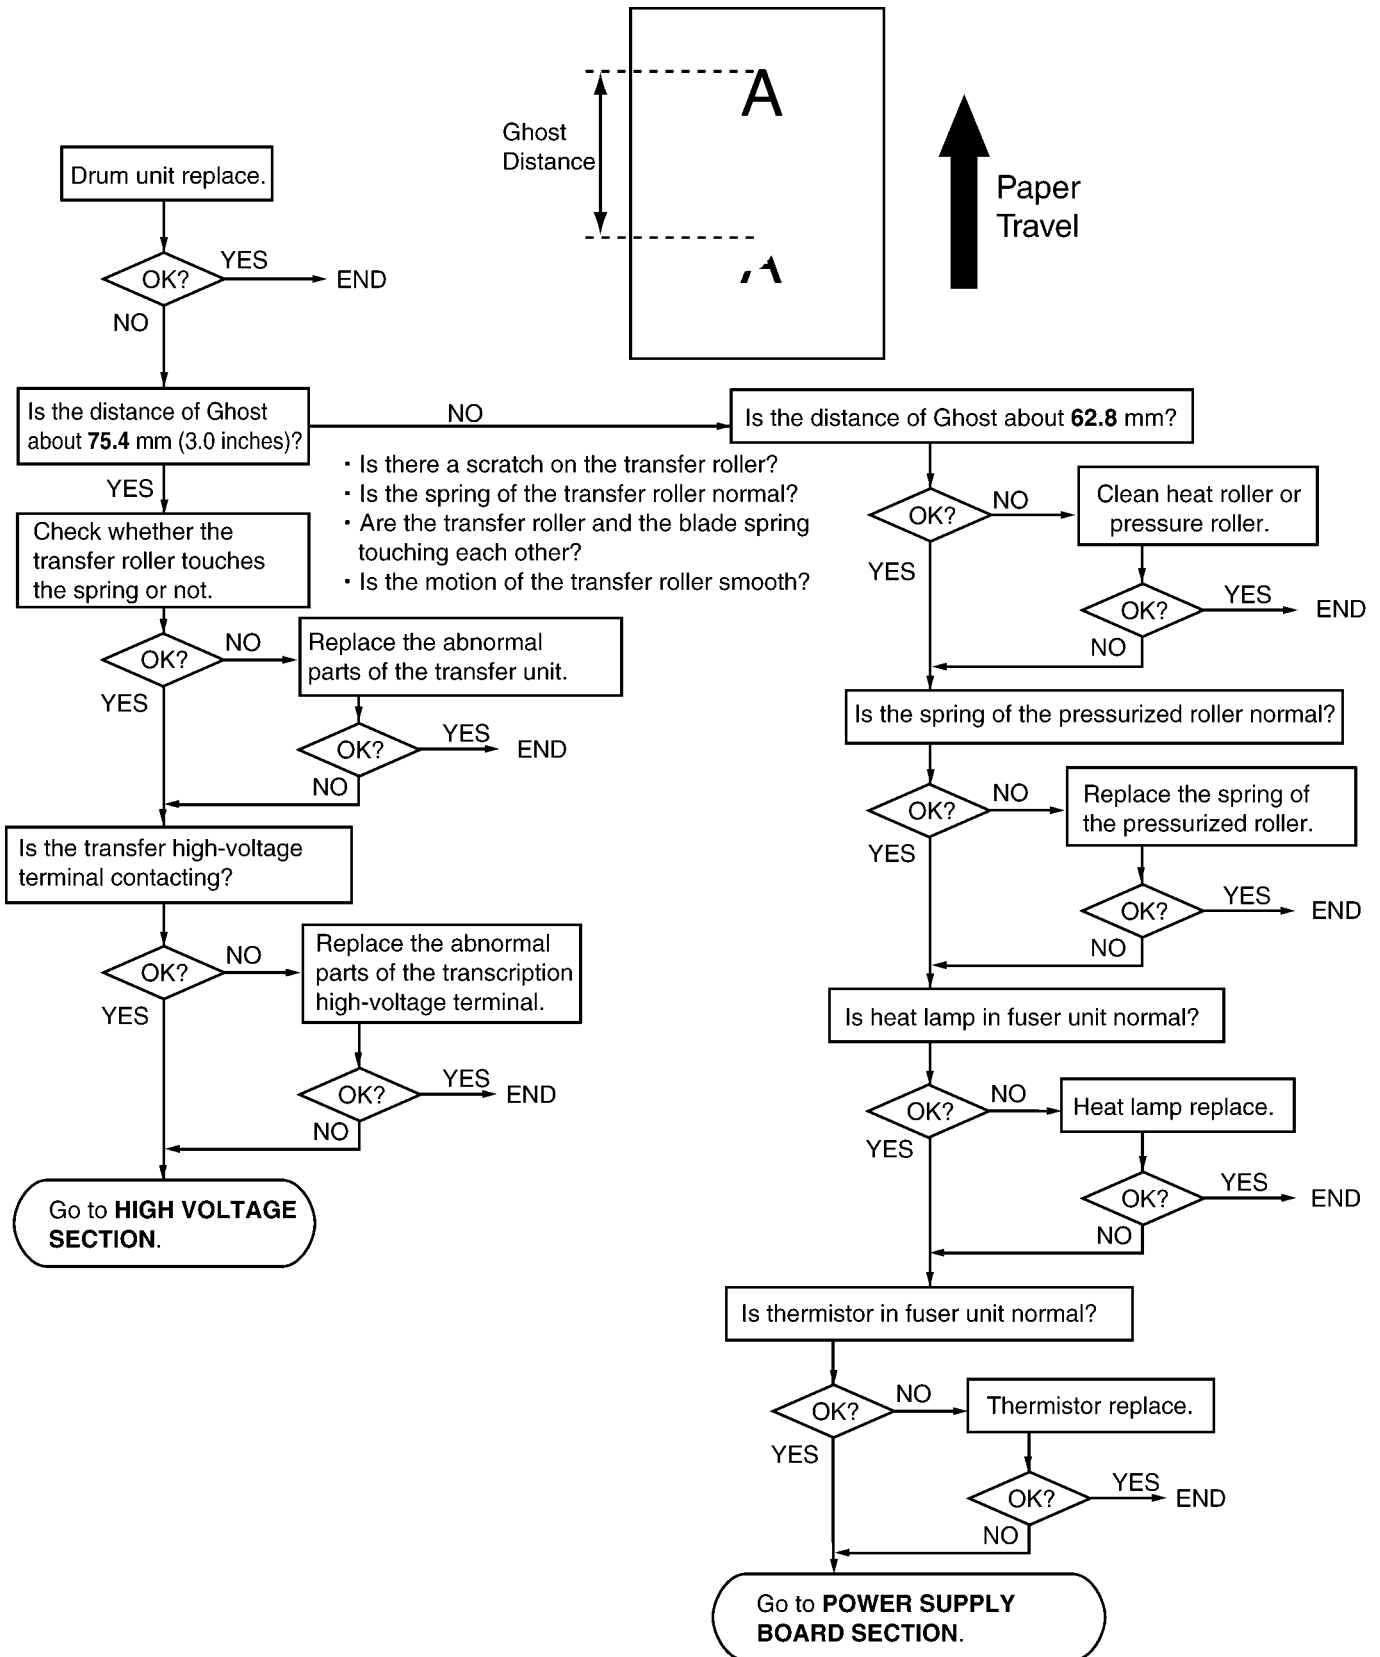 A
Ghost
Distance
A
Paper
Travel
Drum unit replace.
OK?
YES
END
NO
Is the distance of Ghost
about 75.4 mm (3.0 inches)?
NO
YES
· Is there a scratch on the transfer roller?
· Is the spring of the transfer roller normal?
· Are the transfer roller and the blade spring
touching each other?
· Is the motion of the transfer roller smooth?
Check whether the
transfer roller touches
the spring or not.
OK?
NO
YES
Replace the abnormal
parts of the transfer unit.
OK?
YES
END
NO
Is the transfer high-voltage
terminal contacting?
OK?
NO
YES
Replace the abnormal
parts of the transcription
high-voltage terminal.
OK?
YES
END
NO
Go to HIGH VOLTAGE
SECTION.
Is the distance of Ghost about 62.8 mm?
OK?
NO
YES
Clean heat roller or
pressure roller.
OK?
YES
END
NO
Is the spring of the pressurized roller normal?
OK?
NO
YES
Replace the spring of
the pressurized roller.
OK?
YES
END
NO
Is heat lamp in fuser unit normal?
OK?
NO
YES
Heat lamp replace.
OK?
YES
END
NO
Is thermistor in fuser unit normal?
OK?
NO
YES
Thermistor replace.
OK?
YES
END
NO
Go to POWER SUPPLY
BOARD SECTION.